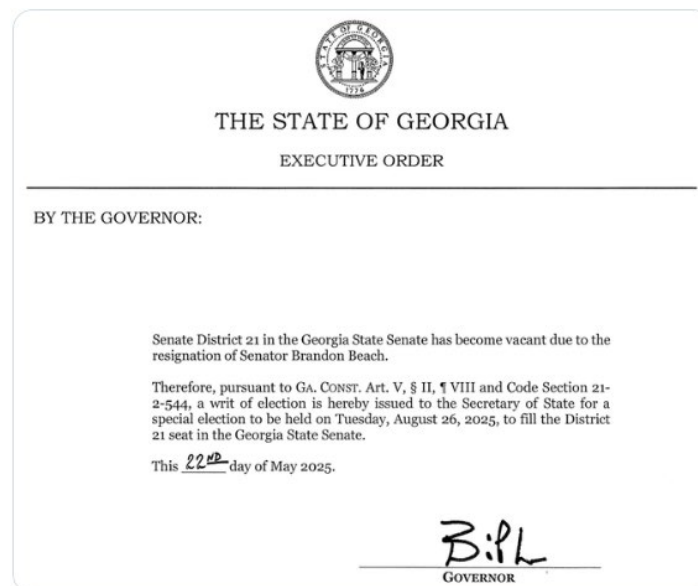 STATE OF GEORGIA
1776
THE STATE OF GEORGIA
EXECUTIVE ORDER
BY THE GOVERNOR:
Senate District 21 in the Georgia State Senate has become vacant due to the
resignation of Senator Brandon Beach.
Therefore, pursuant to GA. CONST. Art. V, § II, ¶ VIII and Code Section 21-
2-544, a writ of election is hereby issued to the Secretary of State for a
special election to be held on Tuesday, August 26, 2025, to fill the District
21 seat in the Georgia State Senate.
This 22ND day of May 2025.
GOVERNOR